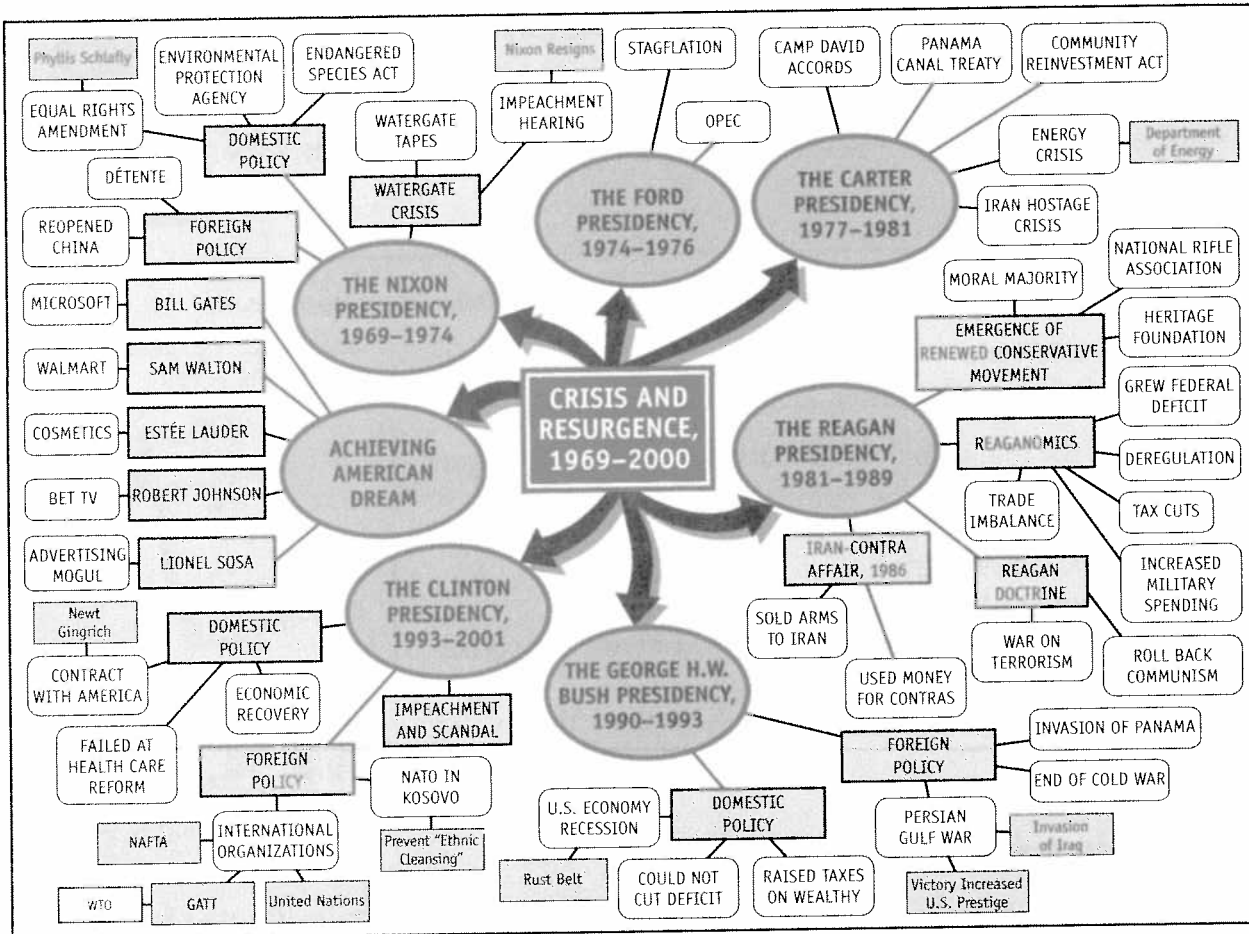 Phyllis Schlafly
ENVIRONMENTAL
PROTECTION
AGENCY
ENDANGERED
SPECIES ACT
EQUAL RIGHTS
AMENDMENT
DOMESTIC
POLICY
DÉTENTE
REOPENED
CHINA
FOREIGN
POLICY
Nixon Resigns
WATERGATE
TAPES
IMPEACHMENT
HEARING
WATERGATE
CRISIS
THE NIXON
PRESIDENCY,
1969–1974
STAGFLATION
OPEC
THE FORD
PRESIDENCY,
1974–1976
CAMP DAVID
ACCORDS
PANAMA
CANAL TREATY
COMMUNITY
REINVESTMENT ACT
ENERGY
CRISIS
Department
of Energy
IRAN HOSTAGE
CRISIS
THE CARTER
PRESIDENCY,
1977–1981
MICROSOFT
BILL GATES
WALMART
SAM WALTON
COSMETICS
ESTÉE LAUDER
BET TV
ROBERT JOHNSON
ADVERTISING
MOGUL
LIONEL SOSA
ACHIEVING
AMERICAN
DREAM
CRISIS AND
RESURGENCE,
1969–2000
MORAL MAJORITY
NATIONAL RIFLE
ASSOCIATION
HERITAGE
FOUNDATION
EMERGENCE OF
RENEWED CONSERVATIVE
MOVEMENT
THE REAGAN
PRESIDENCY,
1981–1989
REAGANOMICS
GREW FEDERAL
DEFICIT
DEREGULATION
TAX CUTS
TRADE
IMBALANCE
INCREASED
MILITARY
SPENDING
IRAN-CONTRA
AFFAIR, 1986
SOLD ARMS
TO IRAN
USED MONEY
FOR CONTRAS
REAGAN
DOCTRINE
WAR ON
TERRORISM
ROLL BACK
COMMUNISM
THE CLINTON
PRESIDENCY,
1993–2001
Newt
Gingrich
DOMESTIC
POLICY
CONTRACT
WITH AMERICA
ECONOMIC
RECOVERY
FAILED AT
HEALTH CARE
REFORM
IMPEACHMENT
AND SCANDAL
FOREIGN
POLICY
NATO IN
KOSOVO
Prevent "Ethnic
Cleansing"
INTERNATIONAL
ORGANIZATIONS
NAFTA
WTO
GATT
United Nations
THE GEORGE H.W.
BUSH PRESIDENCY,
1990–1993
FOREIGN
POLICY
INVASION OF PANAMA
END OF COLD WAR
PERSIAN
GULF WAR
Invasion
of Iraq
Victory Increased
U.S. Prestige
U.S. ECONOMY
RECESSION
DOMESTIC
POLICY
Rust Belt
COULD NOT
CUT DEFICIT
RAISED TAXES
ON WEALTHY